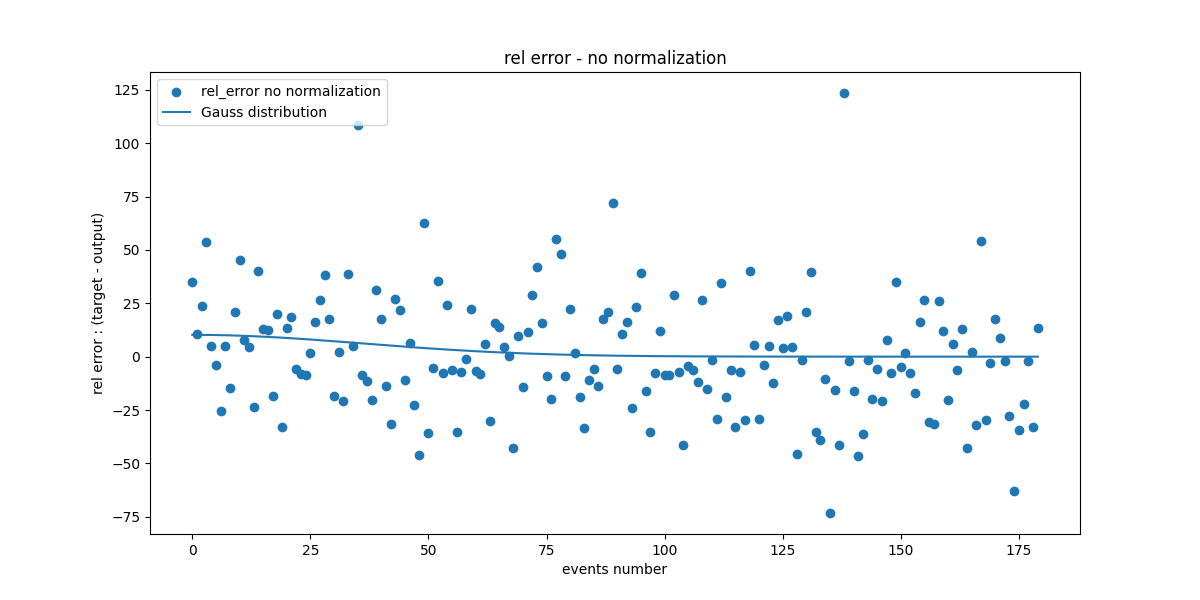 rel error - no normalization
rel_error no normalization
Gauss distribution
125
100
75
50
25
0
−25
−50
−75
rel error : (target - output)
0 25 50 75 100 125 150 175
events number